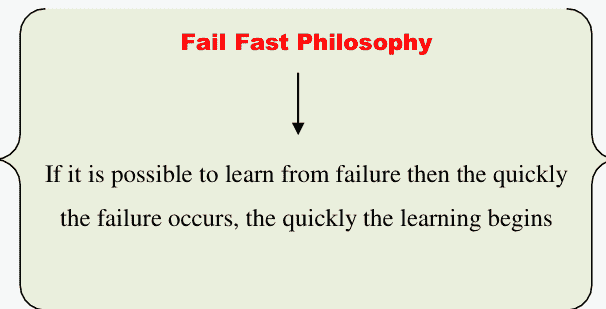 Fail Fast Philosophy
If it is possible to learn from failure then the quickly
the failure occurs, the quickly the learning begins